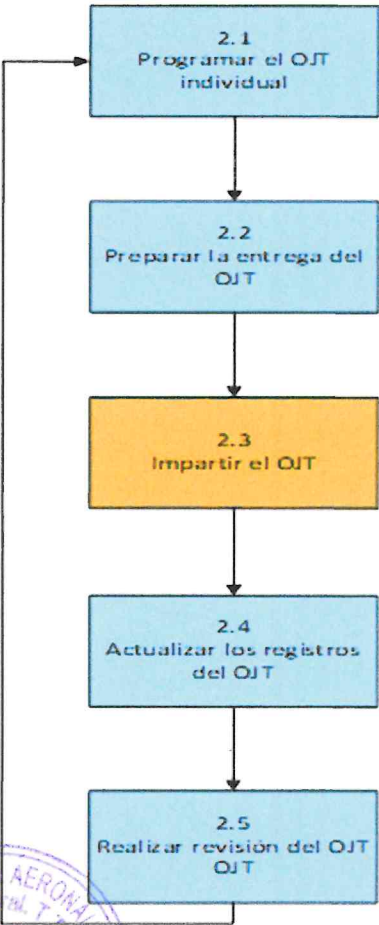 2.1
Programar el OJT
individual
2.2
Preparar la entrega del
OJT
2.3
Impartir el OJT
2.4
Actualizar los registros
del OJT
2.5
Realizar revisión del OJT
OJT